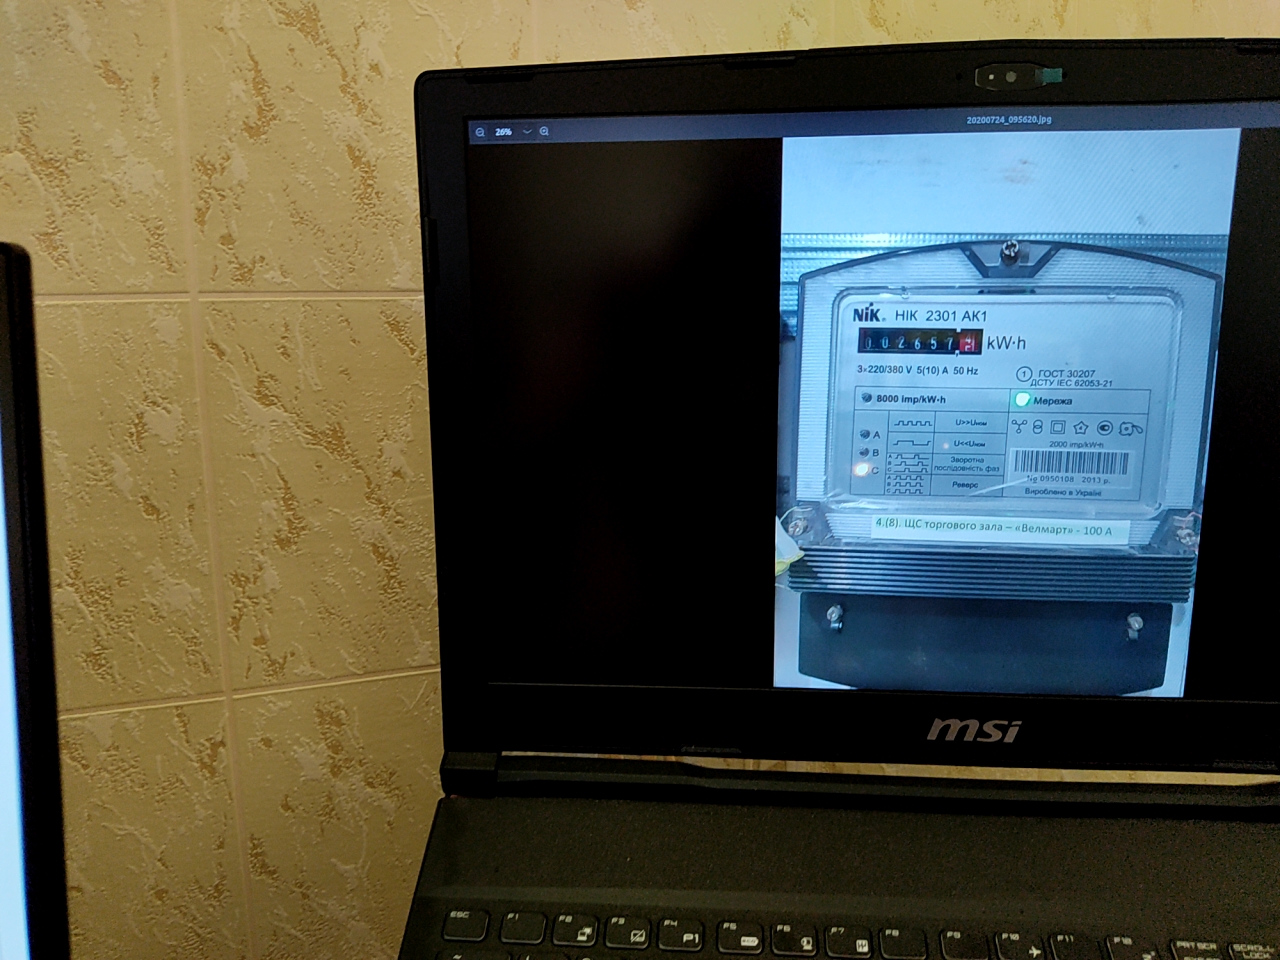 26%
20200724_095620.jpg
NiK. НІК 2301 АК1
002657 kW·h
3×220/380 V 5(10) A 50 Hz
1 ГОСТ 30207
ДСТУ IEC 62053-21
8000 imp/kW·h
Мережа
U>>Uном
A
U<<Uном
2000 imp/kW·h
B
Зворотна
послідовність фаз
C
A
B
C
Реверс
A
B
C
№ 0950108 2013 р.
Вироблено в Україні
4.(8). ЩС торгового зала – «Велмарт» - 100 А
msi
ESC F1 F2 F3 F4 P1 F5 F6 F7 F8 F9 F10 F11 F12 PRT SCR SCROLL LOCK